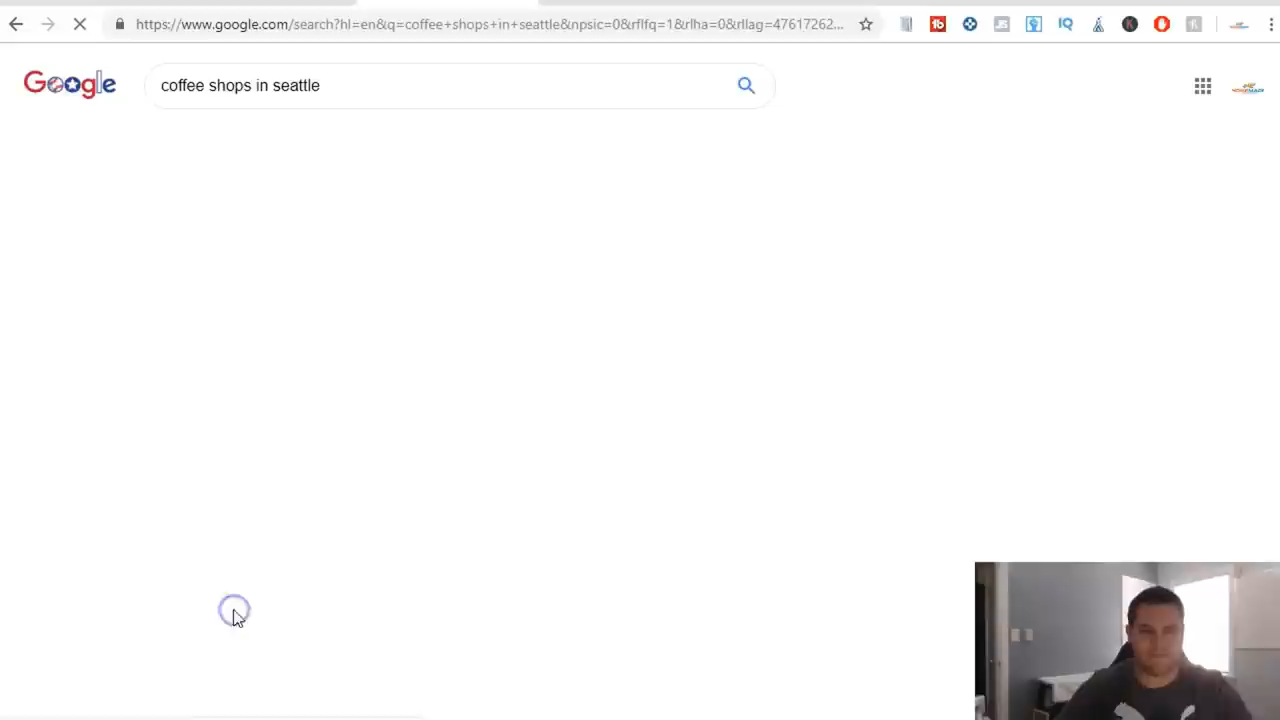 https://www.google.com/search?hl=en&q=coffee+shops+in+seattle&npsic=0&rflfq=1&rlha=0&rllag=47617262...
Google
coffee shops in seattle